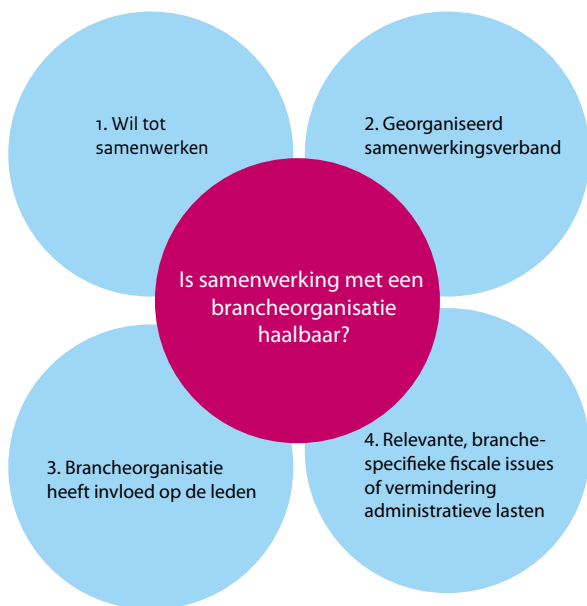 1. Wil tot
samenwerken
2. Georganiseerd
samenwerkingsverband
Is samenwerking met een
brancheorganisatie
haalbaar?
3. Brancheorganisatie
heeft invloed op de leden
4. Relevante, branche-
specifieke fiscale issues
of vermindering
administratieve lasten